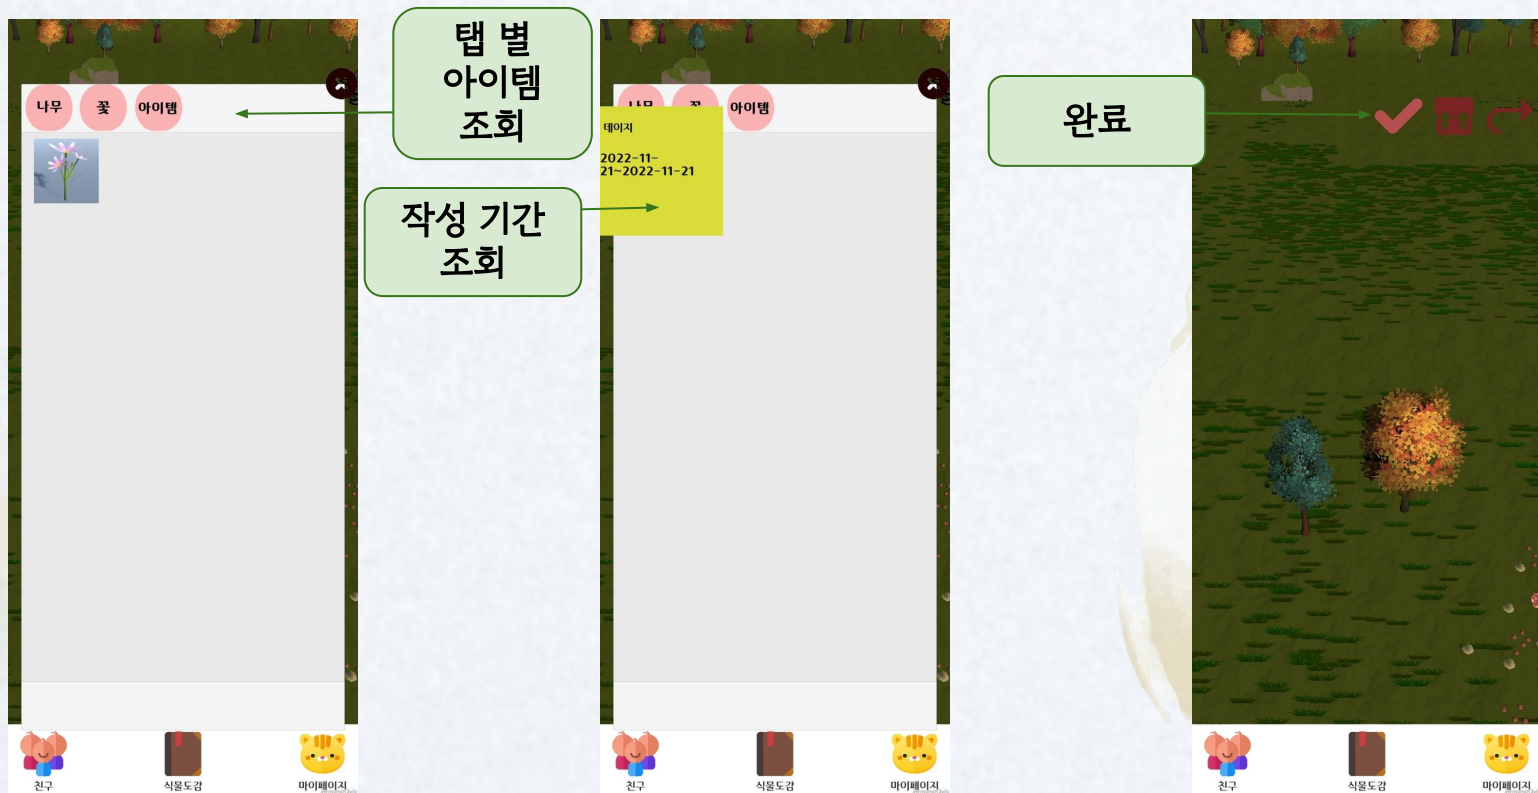 탭 별
아이템
조회
작성 기간
조회
완료
나무
꽃
아이템
친구
식물도감
마이페이지
나무
꽃
아이템
데이지
2022-11-
21~2022-11-21
친구
식물도감
마이페이지
친구
식물도감
마이페이지